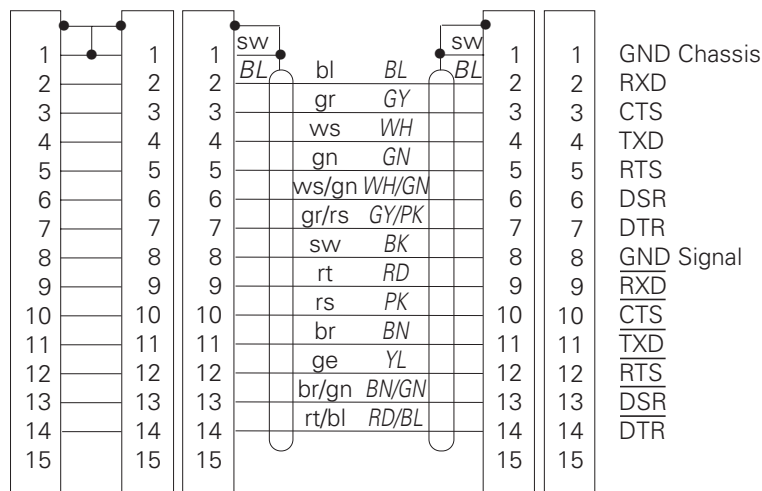 sw sw
1 1 1 1 1 GND Chassis
BL bl BL BL
2 2 2 2 2 RXD
gr GY
3 3 3 3 3 CTS
ws WH
4 4 4 4 4 TXD
gn GN
5 5 5 5 5 RTS
ws/gn WH/GN
6 6 6 6 6 DSR
gr/rs GY/PK
7 7 7 7 7 DTR
sw BK
8 8 8 8 8 GND Signal
rt RD
9 9 9 9 9 RXD
rs PK
10 10 10 10 10 CTS
br BN
11 11 11 11 11 TXD
ge YL
12 12 12 12 12 RTS
br/gn BN/GN
13 13 13 13 13 DSR
rt/bl RD/BL
14 14 14 14 14 DTR
15 15 15 15 15